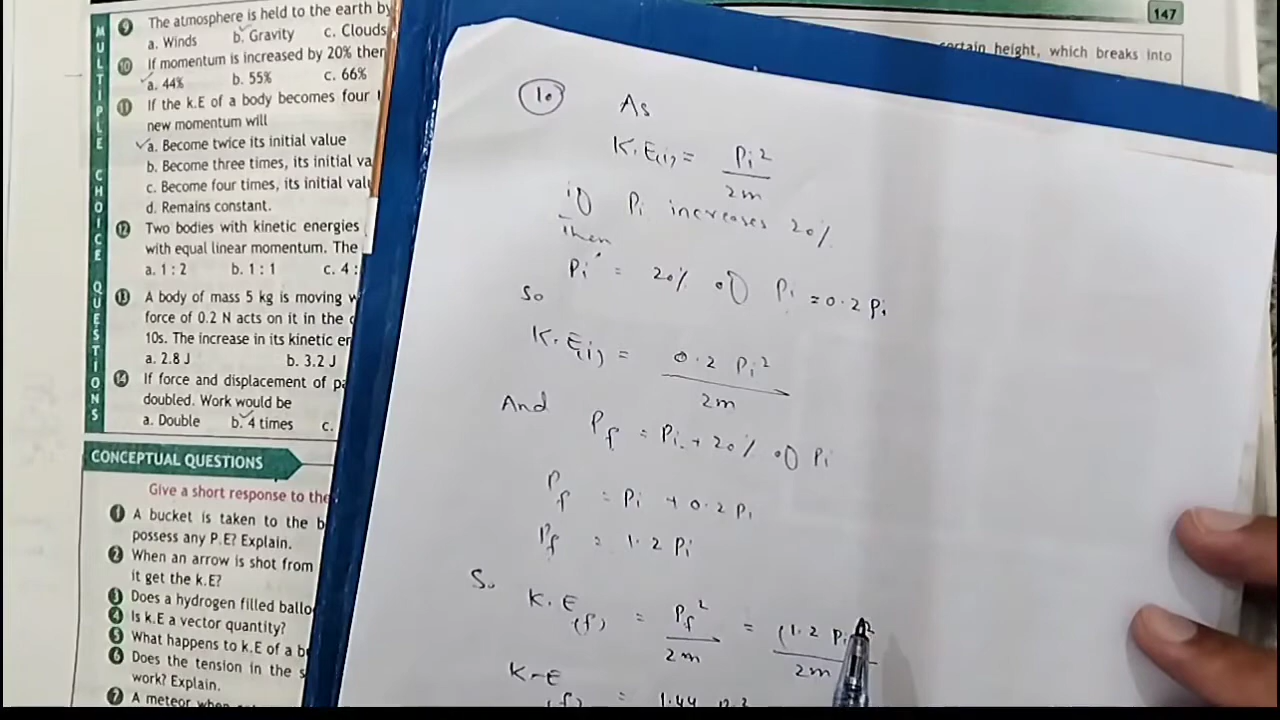 147
MULTIPLE CHOICE QUESTIONS
9 The atmosphere is held to the earth by
a. Winds b. Gravity c. Clouds
10 If momentum is increased by 20% then
a. 44% b. 55% c. 66%
11 If the k.E of a body becomes four
new momentum will
a. Become twice its initial value
b. Become three times, its initial va
c. Become four times, its initial valu
d. Remains constant.
12 Two bodies with kinetic energies
with equal linear momentum. The
a. 1 : 2 b. 1 : 1 c. 4 :
13 A body of mass 5 kg is moving w
force of 0.2 N acts on it in the
10s. The increase in its kinetic en
a. 2.8 J b. 3.2 J
14 If force and displacement of pa
doubled. Work would be
a. Double b. 4 times c.
CONCEPTUAL QUESTIONS
Give a short response to the
1 A bucket is taken to the b
possess any P.E? Explain.
2 When an arrow is shot from
it get the k.E?
3 Does a hydrogen filled ballo
4 Is k.E a vector quantity?
5 What happens to k.E of a b
6 Does the tension in the s
work? Explain.
7 A meteor when
certain height, which breaks into
10 As
K.E(i) = Pi²
2m
if Pi increases 20%
then
Pi' = 20% of Pi = 0.2 Pi
So
K.E(i) = 0.2 Pi²
2m
And Pf = Pi + 20% of Pi
Pf = Pi + 0.2 Pi
Pf = 1.2 Pi
So K.E(f) = Pf² = (1.2 Pi)²
2m 2m
K.E(f) = 1.44